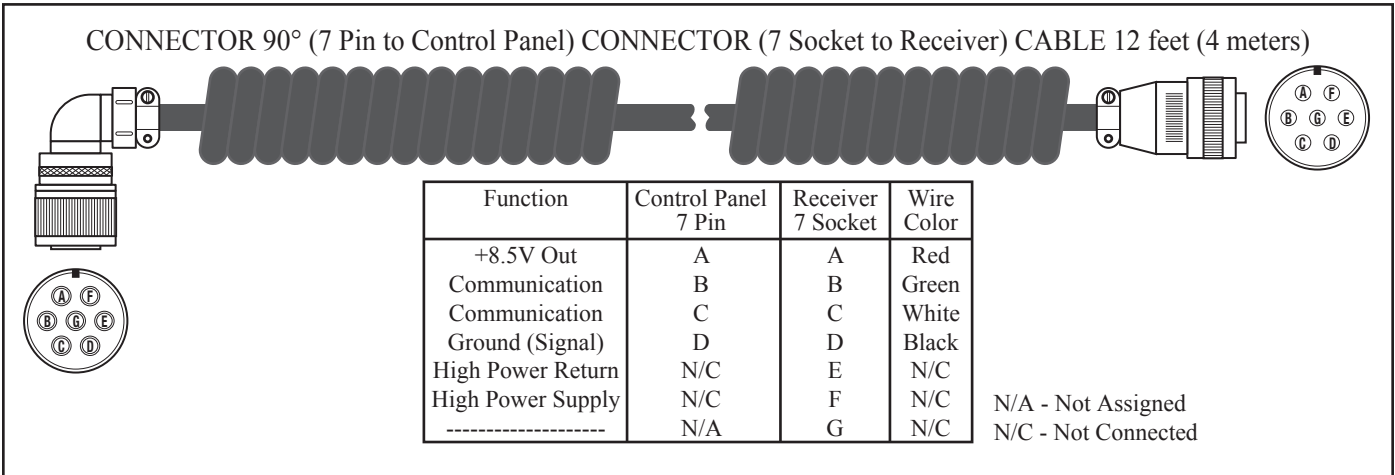 CONNECTOR 90° (7 Pin to Control Panel) CONNECTOR (7 Socket to Receiver) CABLE 12 feet (4 meters)
A F
B G E
C D
Function Control Panel 7 Pin Receiver 7 Socket Wire Color
+8.5V Out A A Red
Communication B B Green
Communication C C White
Ground (Signal) D D Black
High Power Return N/C E N/C
High Power Supply N/C F N/C
-------------------- N/A G N/C
N/A - Not Assigned
N/C - Not Connected
A F
B G E
C D